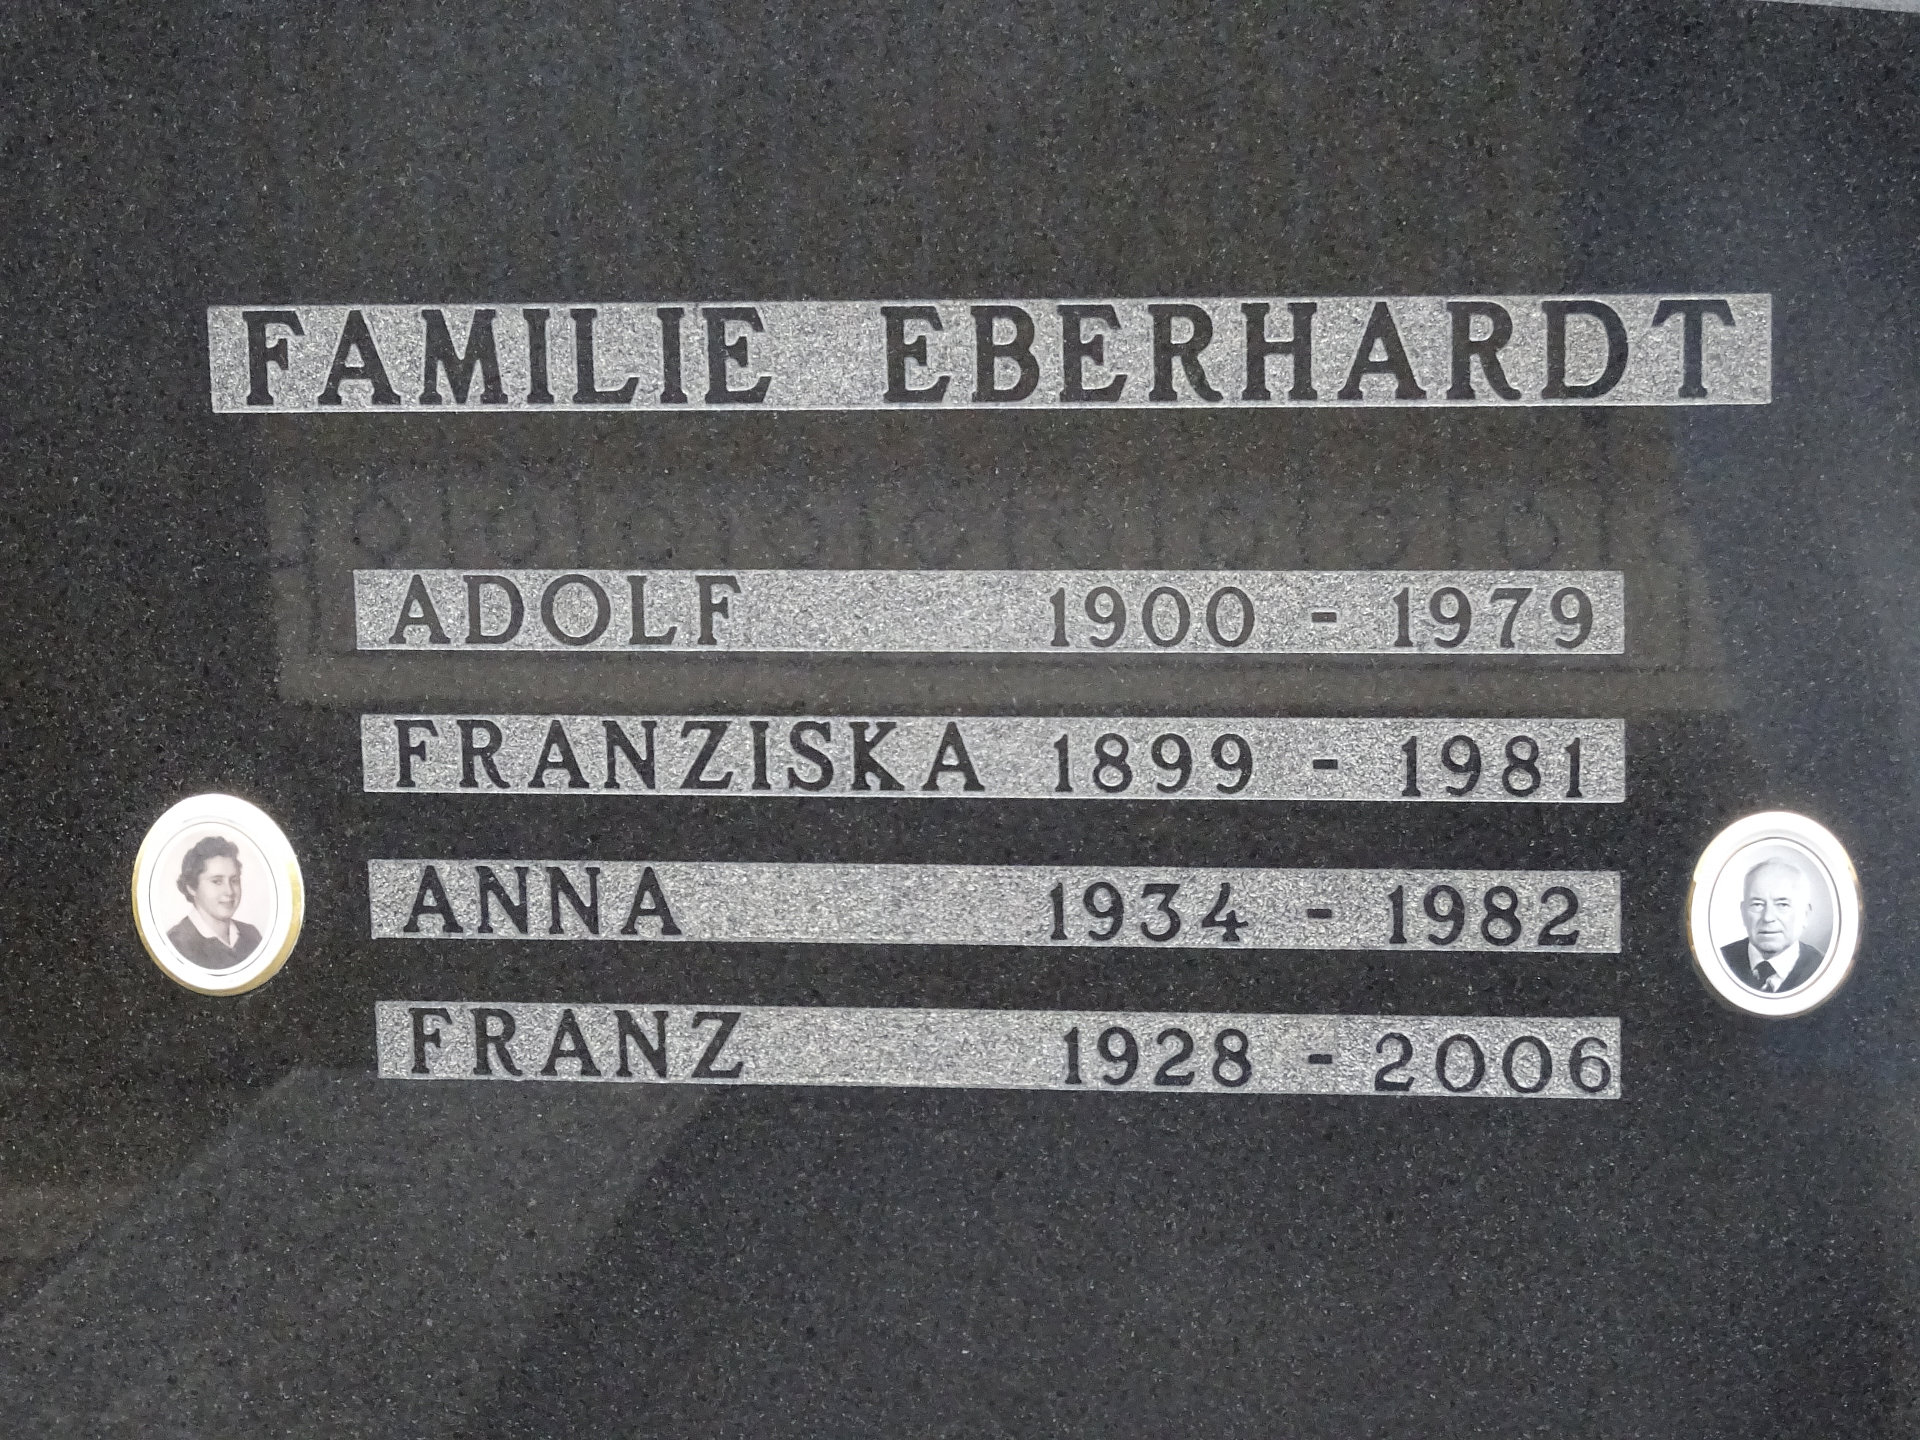 FAMILIE EBERHARDT
ADOLF 1900 - 1979
FRANZISKA 1899 - 1981
ANNA 1934 - 1982
FRANZ 1928 - 2006